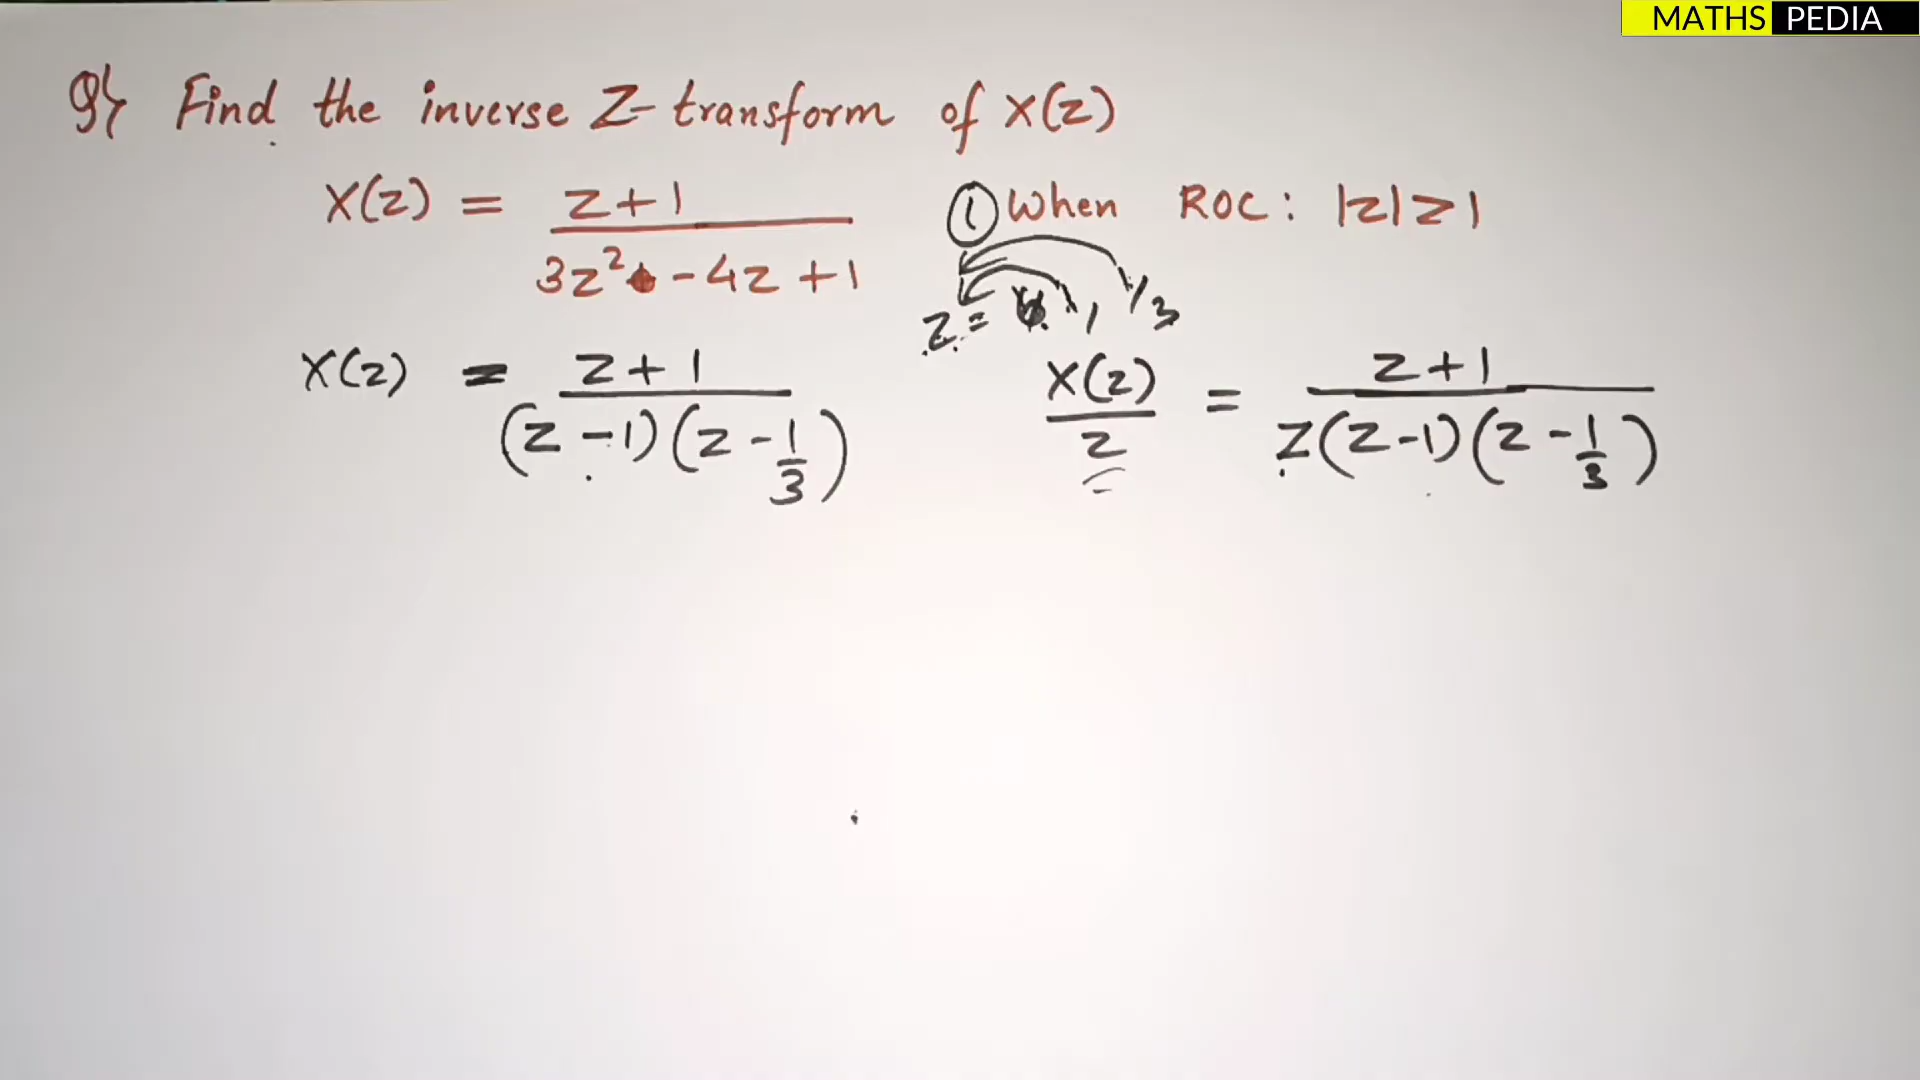 MATHS PEDIA
Q} Find the inverse Z-transform of X(z)
X(z) = z+1 / 3z² - 4z + 1 ① When ROC: |z| > 1
z = 1, 1/3
X(z) = z+1 / (z-1)(z-1/3) X(z)/z = z+1 / z(z-1)(z-1/3)